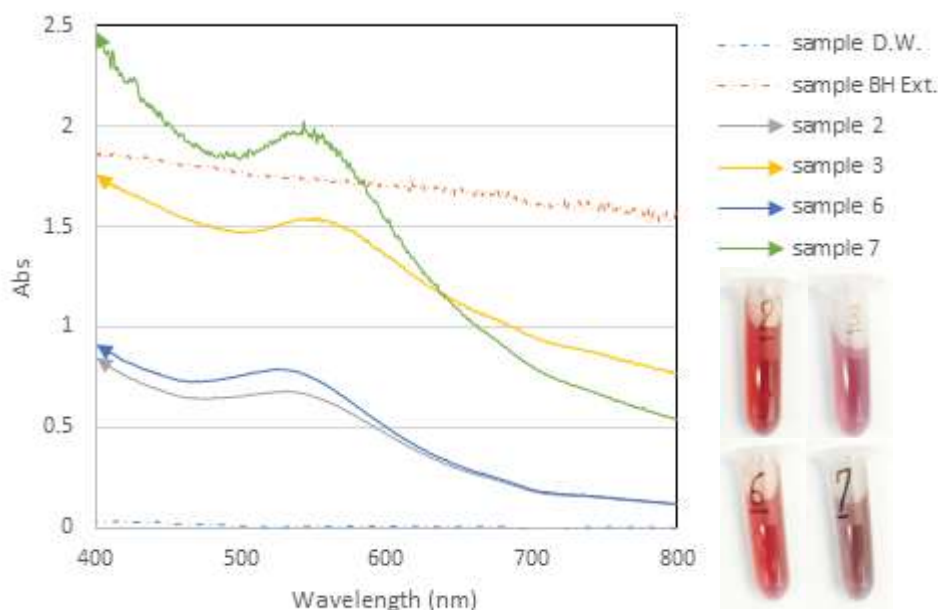 2.5
2
1.5
1
0.5
0
Abs
400
500
600
700
800
Wavelength (nm)
sample D.W.
sample BH Ext.
sample 2
sample 3
sample 6
sample 7
2
3
6
7